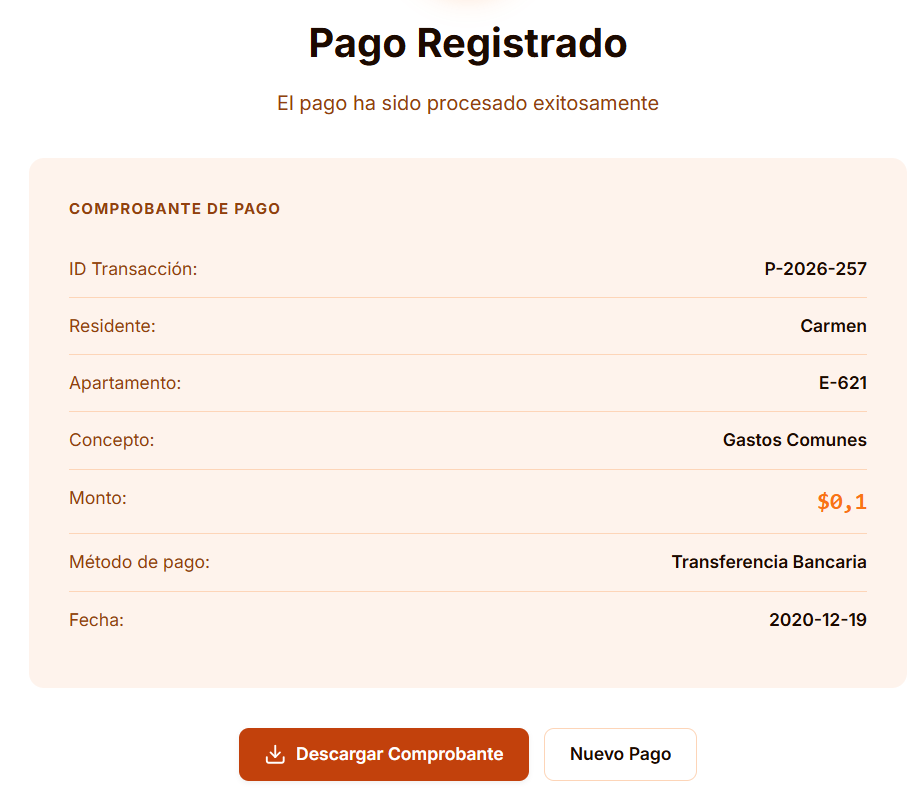 Pago Registrado
El pago ha sido procesado exitosamente
COMPROBANTE DE PAGO
ID Transacción: P-2026-257
Residente: Carmen
Apartamento: E-621
Concepto: Gastos Comunes
Monto: $0,1
Método de pago: Transferencia Bancaria
Fecha: 2020-12-19
Descargar Comprobante Nuevo Pago